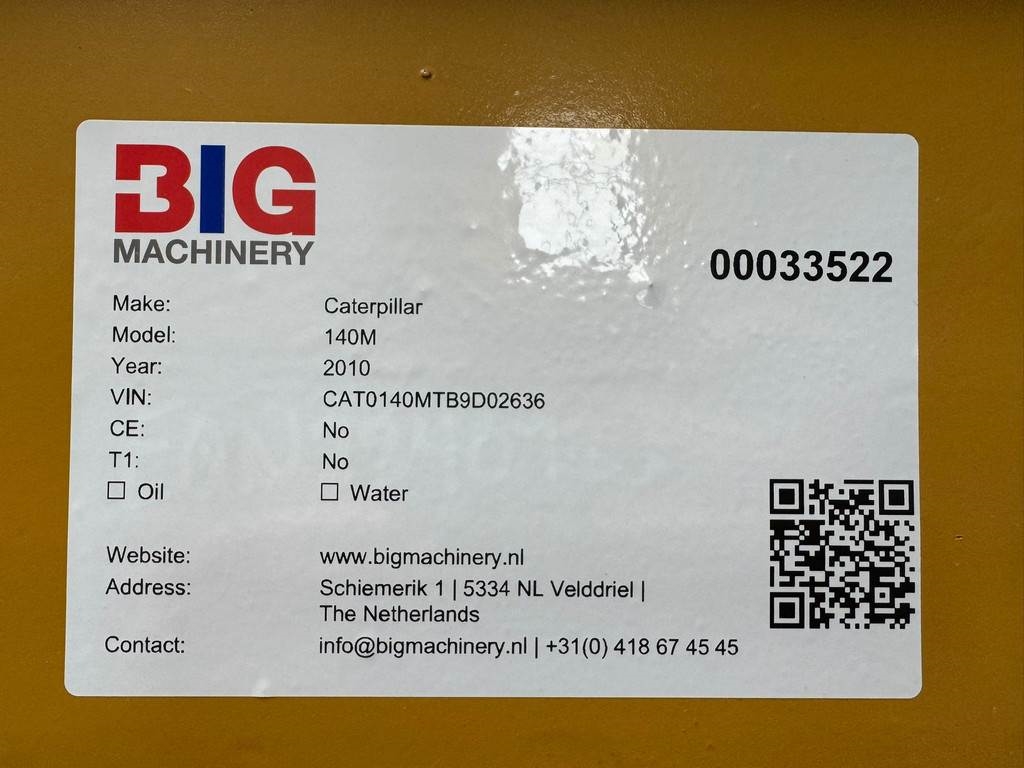 BIG
MACHINERY
00033522
Make: Caterpillar
Model: 140M
Year: 2010
VIN: CAT0140MTB9D02636
CE: No
T1: No
☐ Oil ☐ Water
Website: www.bigmachinery.nl
Address: Schiemerik 1 | 5334 NL Velddriel |
The Netherlands
Contact: info@bigmachinery.nl | +31(0) 418 67 45 45